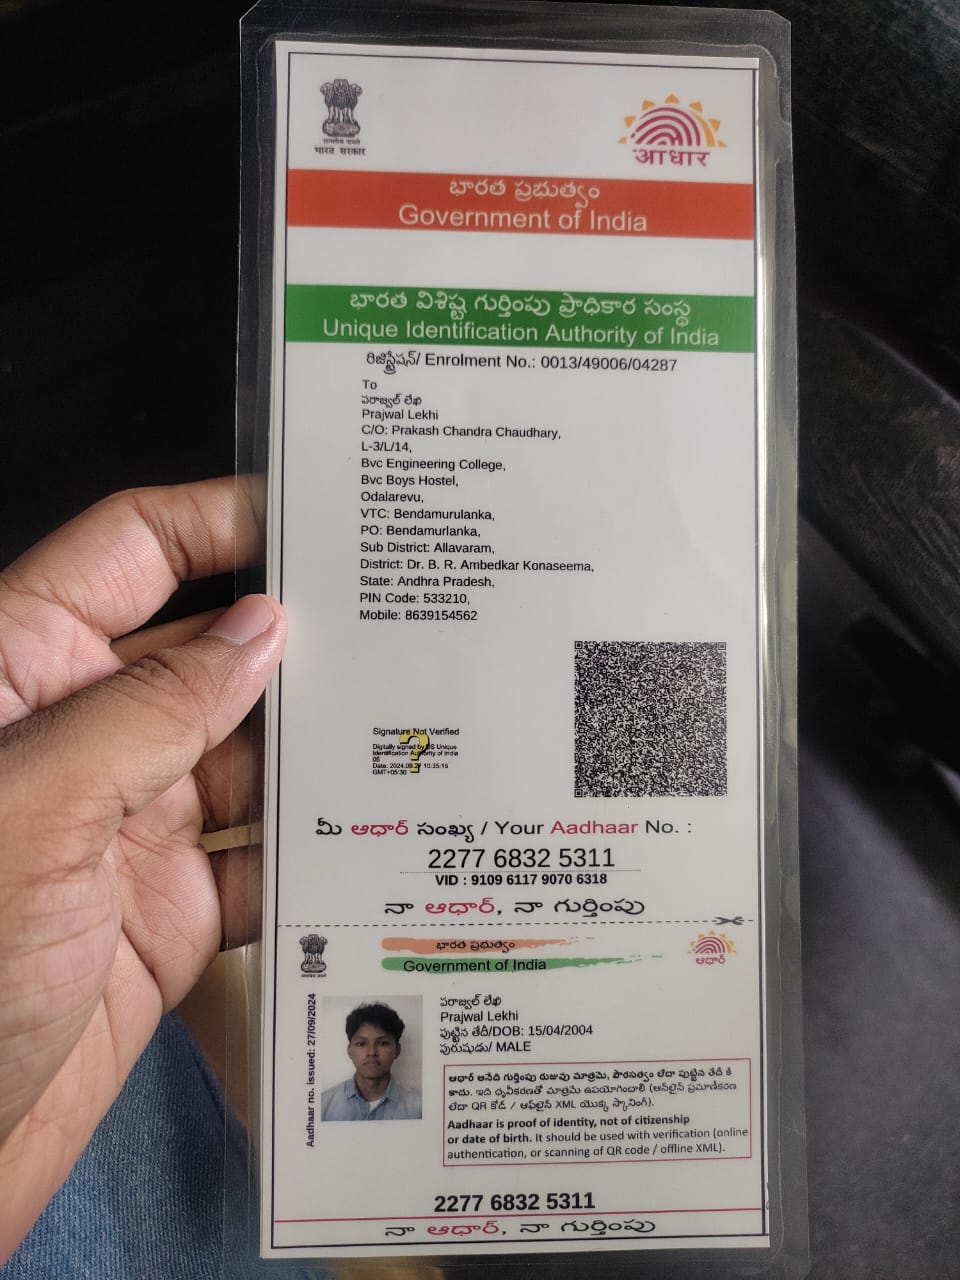 सत्यमेव जयते
भारत सरकार
आधार
భారత ప్రభుత్వం
Government of India
భారత విశిష్ట గుర్తింపు ప్రాధికార సంస్థ
Unique Identification Authority of India
రిజిస్ట్రేషన్/ Enrolment No.: 0013/49006/04287
To
పరాజ్వల్ లేఖి
Prajwal Lekhi
C/O: Prakash Chandra Chaudhary,
L-3/L/14,
Bvc Engineering College,
Bvc Boys Hostel,
Odalarevu,
VTC: Bendamurulanka,
PO: Bendamurlanka,
Sub District: Allavaram,
District: Dr. B. R. Ambedkar Konaseema,
State: Andhra Pradesh,
PIN Code: 533210,
Mobile: 8639154562
Signature Not Verified
Digitally signed by DS Unique
Identification Authority of India
05
Date: 2024.09.27 10:35:15
GMT+05:30
మీ ఆధార్ సంఖ్య / Your Aadhaar No. :
2277 6832 5311
VID : 9109 6117 9070 6318
నా ఆధార్, నా గుర్తింపు
భారత ప్రభుత్వం
Government of India
ఆధార్
Aadhaar no. issued: 27/09/2024
పరాజ్వల్ లేఖి
Prajwal Lekhi
పుట్టిన తేదీ/DOB: 15/04/2004
పురుషుడు/ MALE
ఆధార్ అనేది గుర్తింపు రుజువు మాత్రమే, పౌరసత్వం లేదా పుట్టిన తేదీ కి
కాదు. ఇది ధృవీకరణతో మాత్రమే ఉపయోగించాలి (ఆన్‌లైన్ ప్రమాణీకరణ
లేదా QR కోడ్ / ఆఫ్‌లైన్ XML యొక్క స్కానింగ్).
Aadhaar is proof of identity, not of citizenship
or date of birth. It should be used with verification (online
authentication, or scanning of QR code / offline XML).
2277 6832 5311
నా ఆధార్, నా గుర్తింపు